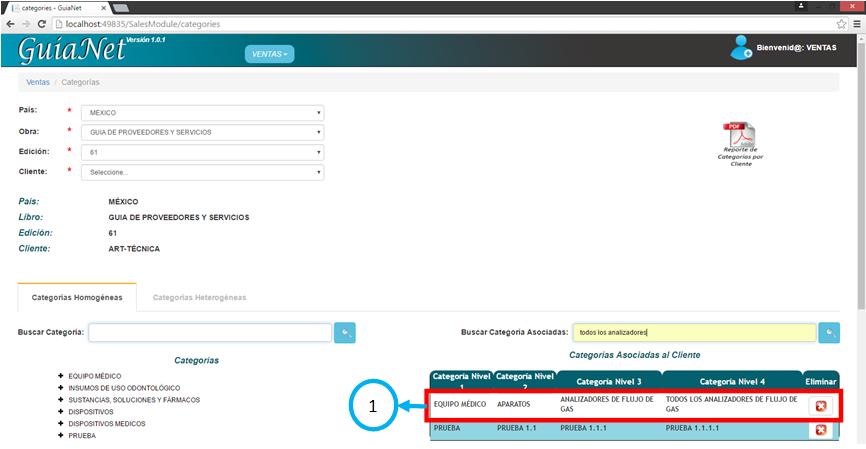 categories - GuiaNet
localhost:49835/SalesModule/categories
GuíaNet Versión 1.0.1
VENTAS
Bienvenid@: VENTAS
Ventas / Categorías
País: * MÉXICO
Obra: * GUIA DE PROVEEDORES Y SERVICIOS
Edición: * 61
Cliente: * Seleccione...
PDF
Adobe
Reporte de
Categorías por
Cliente
País: MÉXICO
Libro: GUIA DE PROVEEDORES Y SERVICIOS
Edición: 61
Cliente: ART-TÉCNICA
Categorías Homogéneas Categorías Heterogéneas
Buscar Categoría: Buscar Categoría Asociadas: todos los analizadores
Categorías
EQUIPO MÉDICO
INSUMOS DE USO ODONTOLÓGICO
SUSTANCIAS, SOLUCIONES Y FÁRMACOS
DISPOSITIVOS
DISPOSITIVOS MEDICOS
PRUEBA
Categorías Asociadas al Cliente
Categoría Nivel 1 Categoría Nivel 2 Categoría Nivel 3 Categoría Nivel 4 Eliminar
1
EQUIPO MÉDICO APARATOS ANALIZADORES DE FLUJO DE GAS TODOS LOS ANALIZADORES DE FLUJO DE GAS
PRUEBA PRUEBA 1.1 PRUEBA 1.1.1 PRUEBA 1.1.1.1